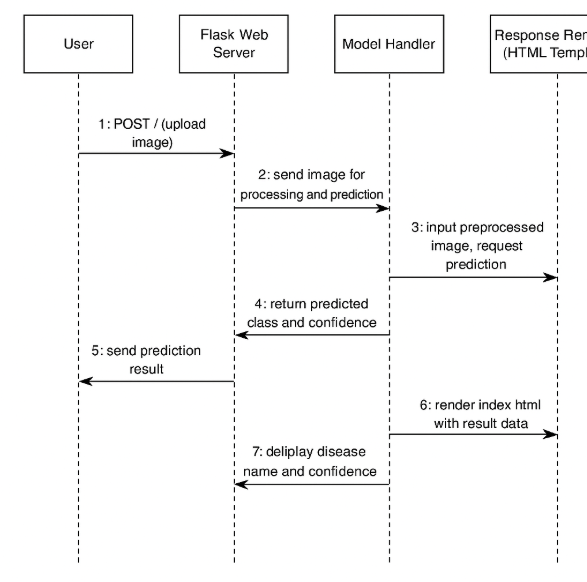 User
Flask Web
Server
Model Handler
Response Ren
(HTML Templ
1: POST / (upload
image)
2: send image for
processing and prediction
3: input preprocessed
image, request
prediction
4: return predicted
class and confidence
5: send prediction
result
6: render index html
with result data
7: deliplay disease
name and confidence